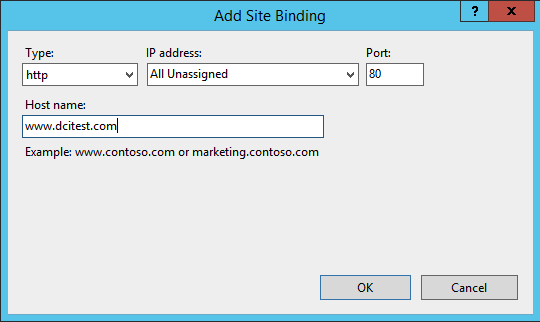 Add Site Binding
?
X
Type: IP address: Port:
http All Unassigned 80
Host name:
www.dcitest.com
Example: www.contoso.com or marketing.contoso.com
OK Cancel